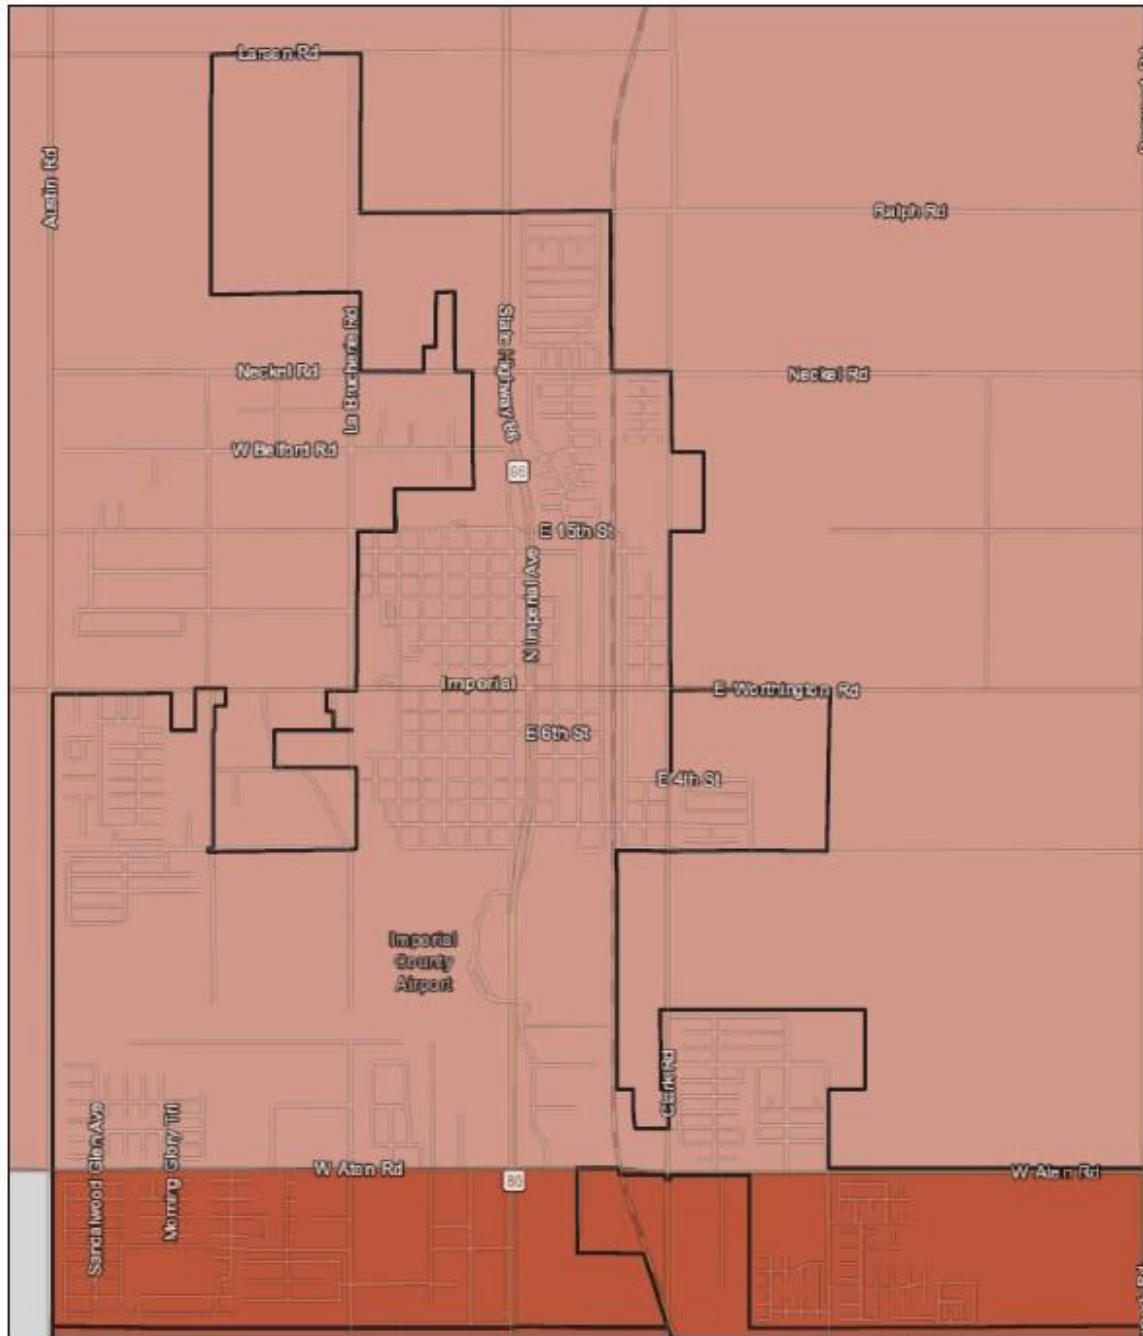 Larsen Rd
Austin Rd
Ralph Rd
La Brucherie Rd
State Highway 86
Neckel Rd
Neckel Rd
W Belford Rd
86
E 15th St
N Imperial Ave
Imperial
E Worthington Rd
E 6th St
E 4th St
Imperial
County
Airport
Clark Rd
Sandalwood Glen Ave
Morning Glory Trl
W Aten Rd
W Aten Rd
86